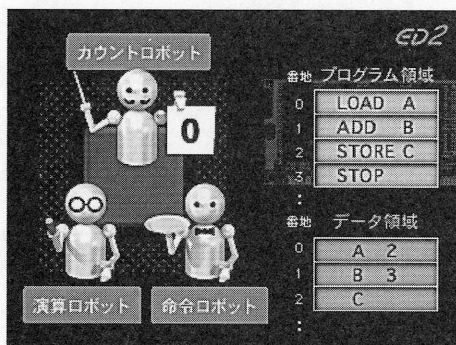 ED2
カウントロボット
0
演算ロボット
命令ロボット
番地 プログラム領域
0 LOAD A
1 ADD B
2 STORE C
3 STOP
:
番地 データ領域
0 A 2
1 B 3
2 C
: